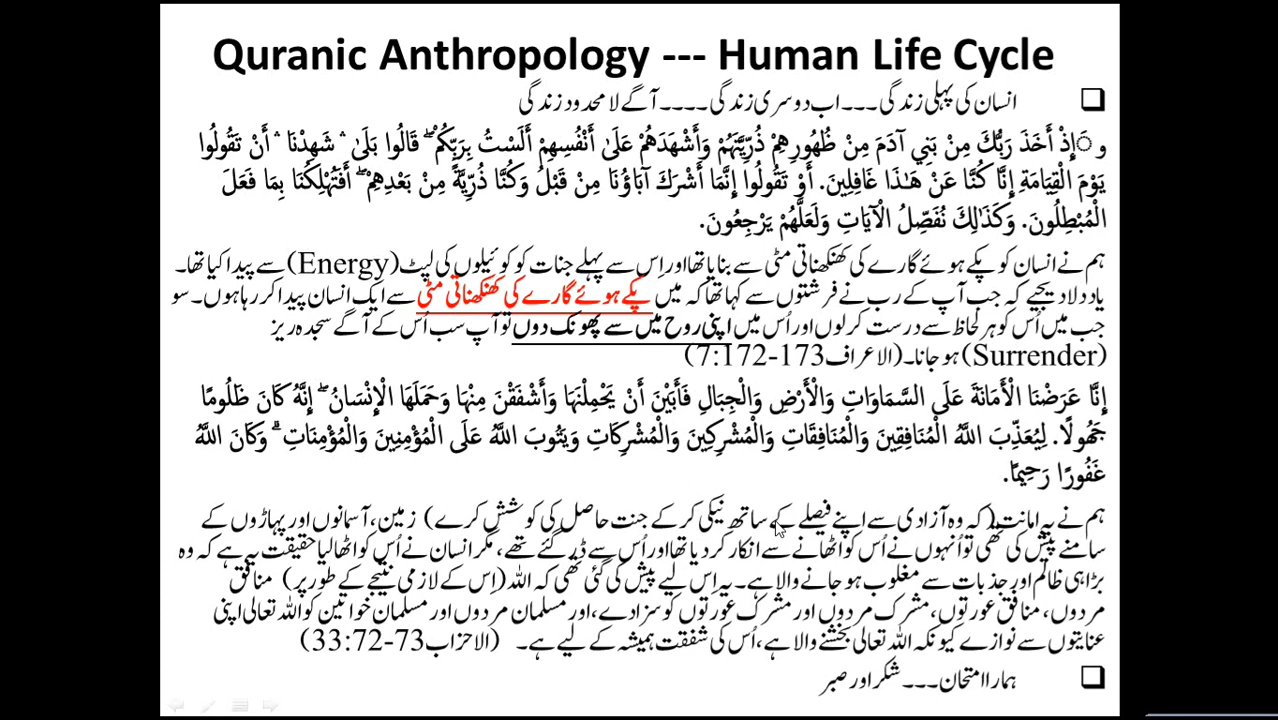 Quranic Anthropology --- Human Life Cycle
❑ انسان کی پہلی زندگی۔۔۔اب دوسری زندگی۔۔۔۔آگے لامحدود زندگی
وَإِذْ أَخَذَ رَبُّكَ مِنْ بَنِي آدَمَ مِنْ ظُهُورِهِمْ ذُرِّيَّتَهُمْ وَأَشْهَدَهُمْ عَلَىٰ أَنْفُسِهِمْ أَلَسْتُ بِرَبِّكُمْ ۖ قَالُوا بَلَىٰ ۛ شَهِدْنَا ۛ أَنْ تَقُولُوا
يَوْمَ الْقِيَامَةِ إِنَّا كُنَّا عَنْ هَـٰذَا غَافِلِينَ. أَوْ تَقُولُوا إِنَّمَا أَشْرَكَ آبَاؤُنَا مِنْ قَبْلُ وَكُنَّا ذُرِّيَّةً مِنْ بَعْدِهِمْ ۖ أَفَتُهْلِكُنَا بِمَا فَعَلَ
الْمُبْطِلُونَ. وَكَذَٰلِكَ نُفَصِّلُ الْآيَاتِ وَلَعَلَّهُمْ يَرْجِعُونَ.
ہم نے انسان کو پکے ہوئے گارے کی کھنکھناتی مٹی سے بنایا تھا اور اِس سے پہلے جنات کو کوئیلوں کی لپٹ (Energy) سے پیدا کیا تھا۔
یاد دلا دیجیے کہ جب آپ کے رب نے فرشتوں سے کہا تھا کہ میں پکے ہوئے گارے کی کھنکھناتی مٹی سے ایک انسان پیدا کر رہا ہوں۔ سو
جب میں اُس کو ہر لحاظ سے درست کر لوں اور اُس میں اپنی روح میں سے پھونک دوں تو آپ سب اُس کے آگے سجدہ ریز
(Surrender) ہو جانا۔ (الاعراف 173-7:172)
إِنَّا عَرَضْنَا الْأَمَانَةَ عَلَى السَّمَاوَاتِ وَالْأَرْضِ وَالْجِبَالِ فَأَبَيْنَ أَنْ يَحْمِلْنَهَا وَأَشْفَقْنَ مِنْهَا وَحَمَلَهَا الْإِنْسَانُ ۖ إِنَّهُ كَانَ ظَلُومًا
جَهُولًا. لِيُعَذِّبَ اللَّهُ الْمُنَافِقِينَ وَالْمُنَافِقَاتِ وَالْمُشْرِكِينَ وَالْمُشْرِكَاتِ وَيَتُوبَ اللَّهُ عَلَى الْمُؤْمِنِينَ وَالْمُؤْمِنَاتِ ۗ وَكَانَ اللَّهُ
غَفُورًا رَحِيمًا.
ہم نے یہ امانت (کہ وہ آزادی سے اپنے فیصلے کے ساتھ نیکی کر کے جنت حاصل کی کوشش کرے) زمین، آسمانوں اور پہاڑوں کے
سامنے پیش کی تھی تو اُنہوں نے اُس کو اٹھانے سے انکار کر دیا تھا اور اُس سے ڈر گئے تھے، مگر انسان نے اُس کو اٹھا لیا حقیقت یہ ہے کہ وہ
بڑا ہی ظالم اور جذبات سے مغلوب ہو جانے والا ہے۔ یہ اِس لیے پیش کی گئی تھی کہ اللہ (اِس کے لازمی نتیجے کے طور پر) منافق
مردوں، منافق عورتوں، مشرک مردوں اور مشرک عورتوں کو سزا دے، اور مسلمان مردوں اور مسلمان خواتین کو اللہ تعالی اپنی
عنایتوں سے نوازے کیونکہ اللہ تعالی بخشنے والا ہے، اُس کی شفقت ہمیشہ کے لیے ہے۔ (الاحزاب 73-33:72)
❑ ہمارا امتحان۔۔۔ شکر اور صبر